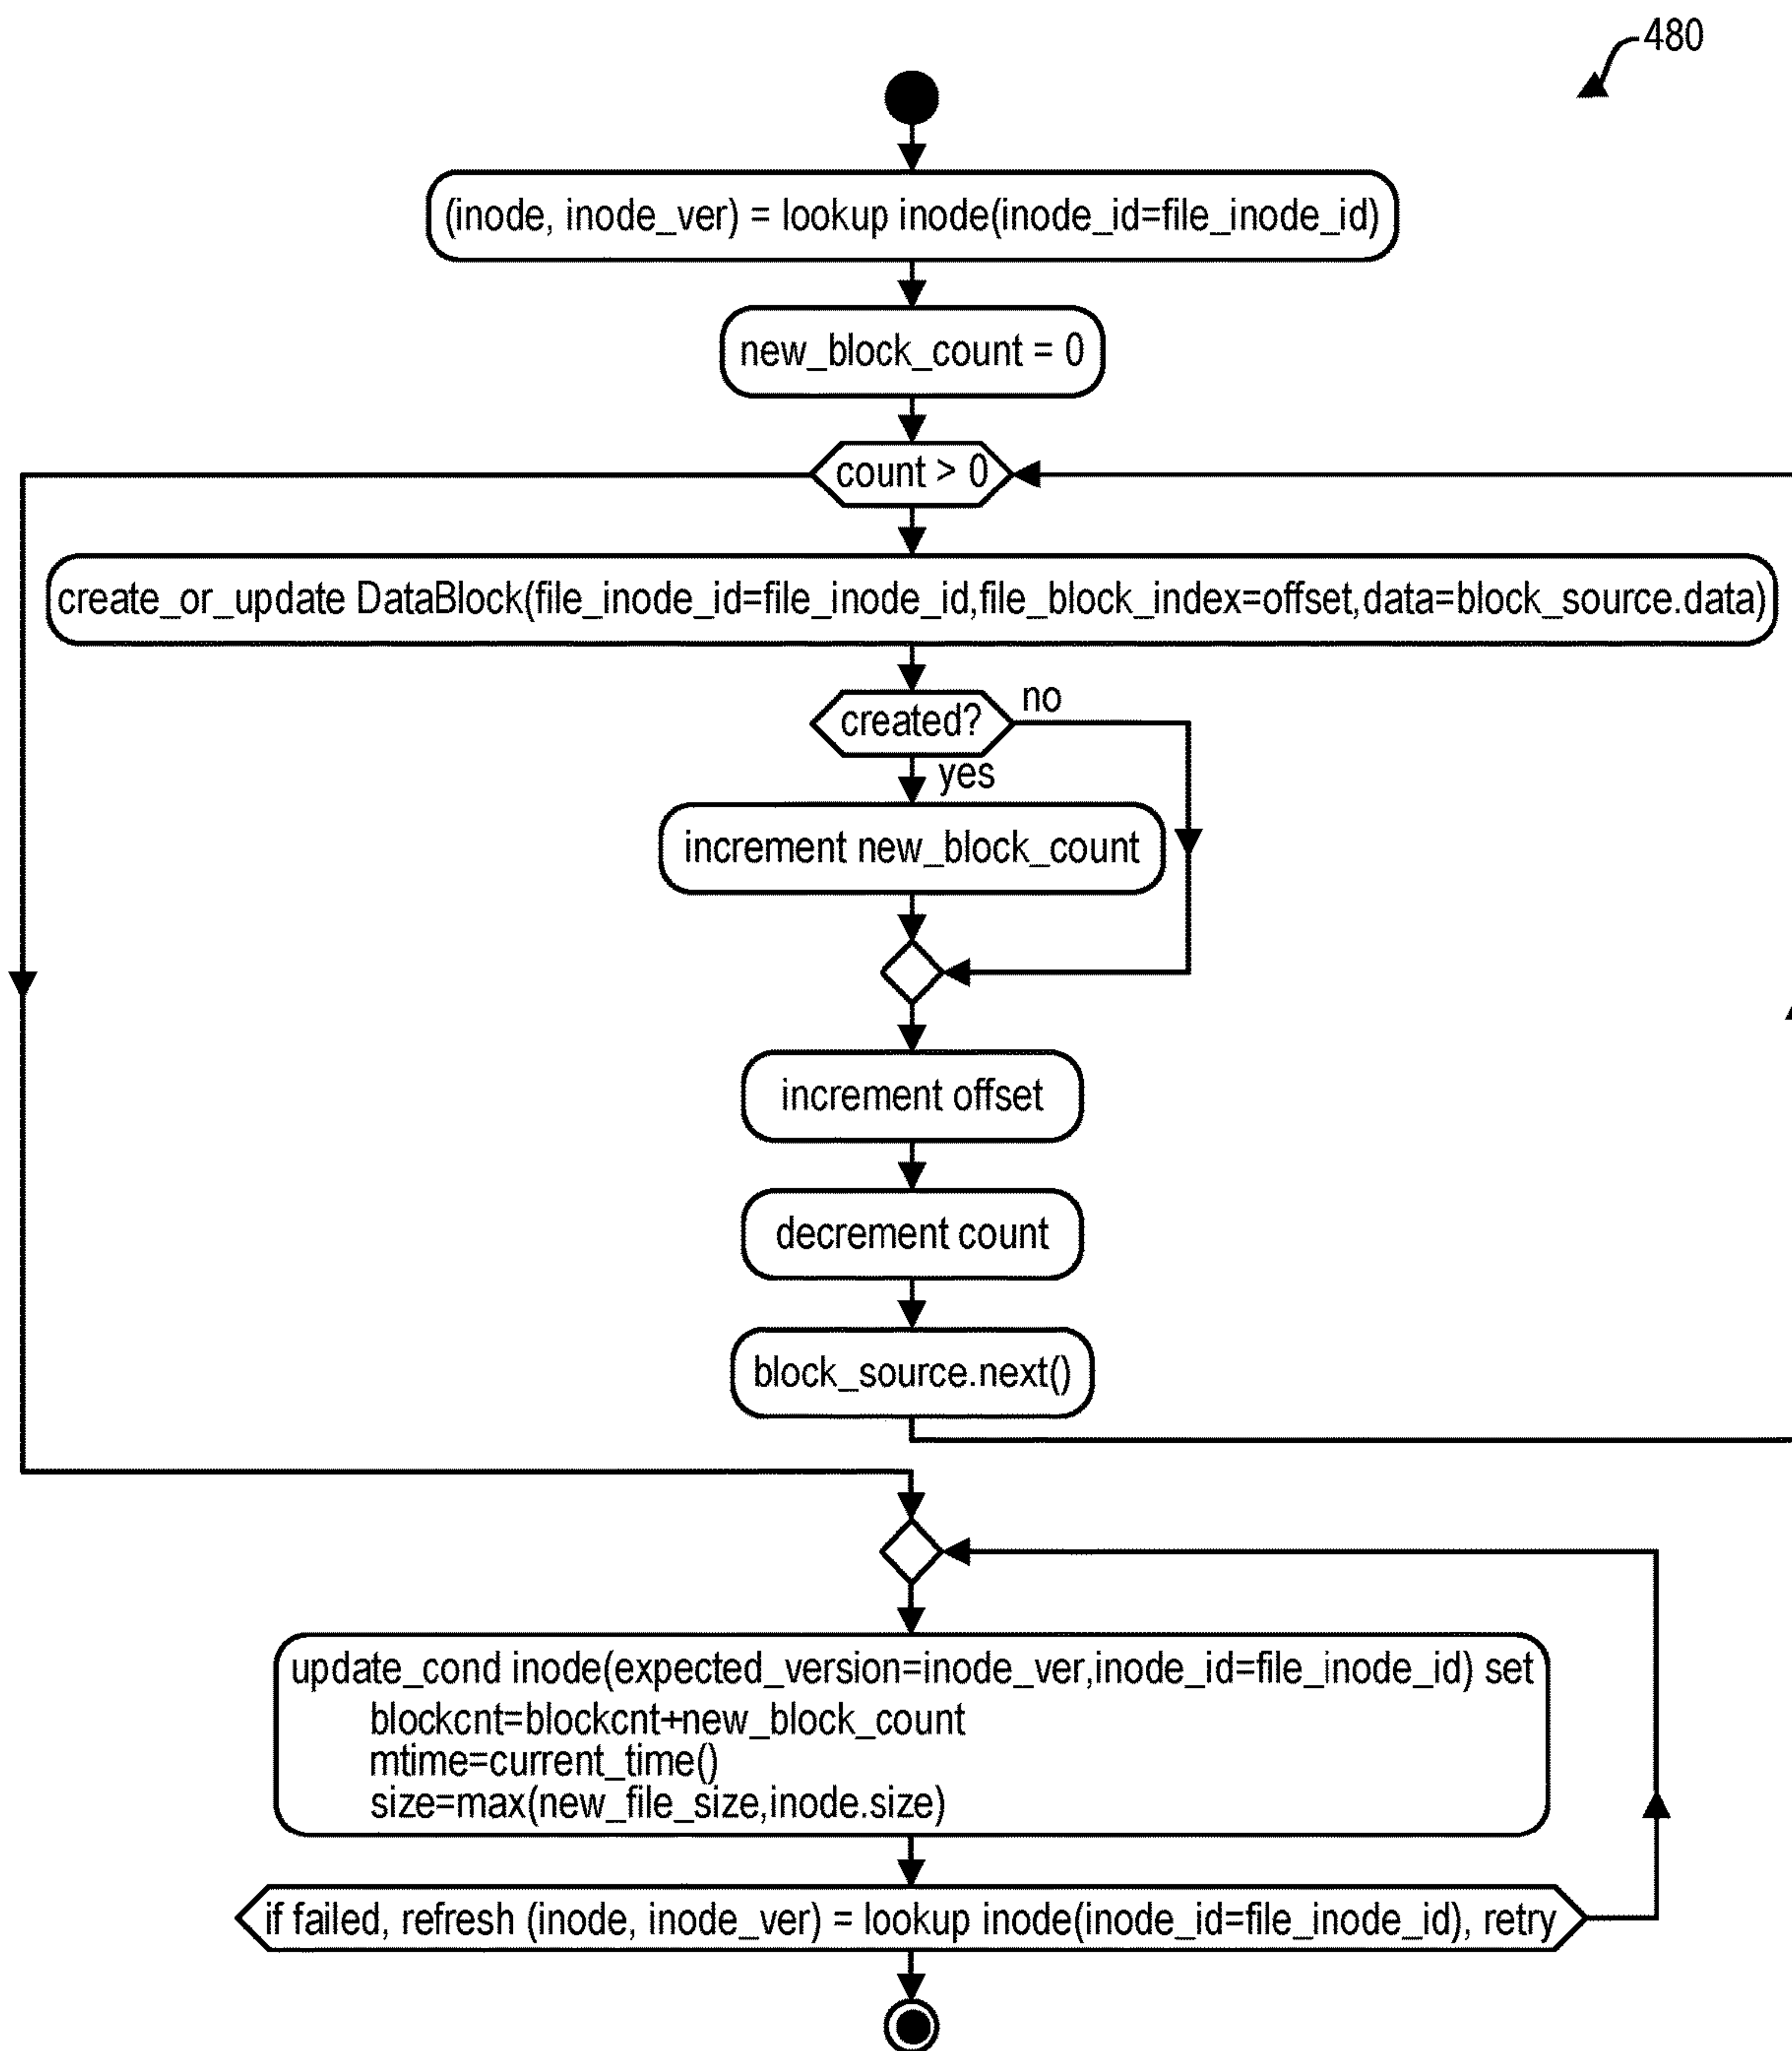 480
(inode, inode_ver) = lookup inode(inode_id=file_inode_id)
new_block_count = 0
count > 0
create_or_update DataBlock(file_inode_id=file_inode_id,file_block_index=offset,data=block_source.data)
created?
no
yes
increment new_block_count
increment offset
decrement count
block_source.next()
update_cond inode(expected_version=inode_ver,inode_id=file_inode_id) set
blockcnt=blockcnt+new_block_count
mtime=current_time()
size=max(new_file_size,inode.size)
if failed, refresh (inode, inode_ver) = lookup inode(inode_id=file_inode_id), retry